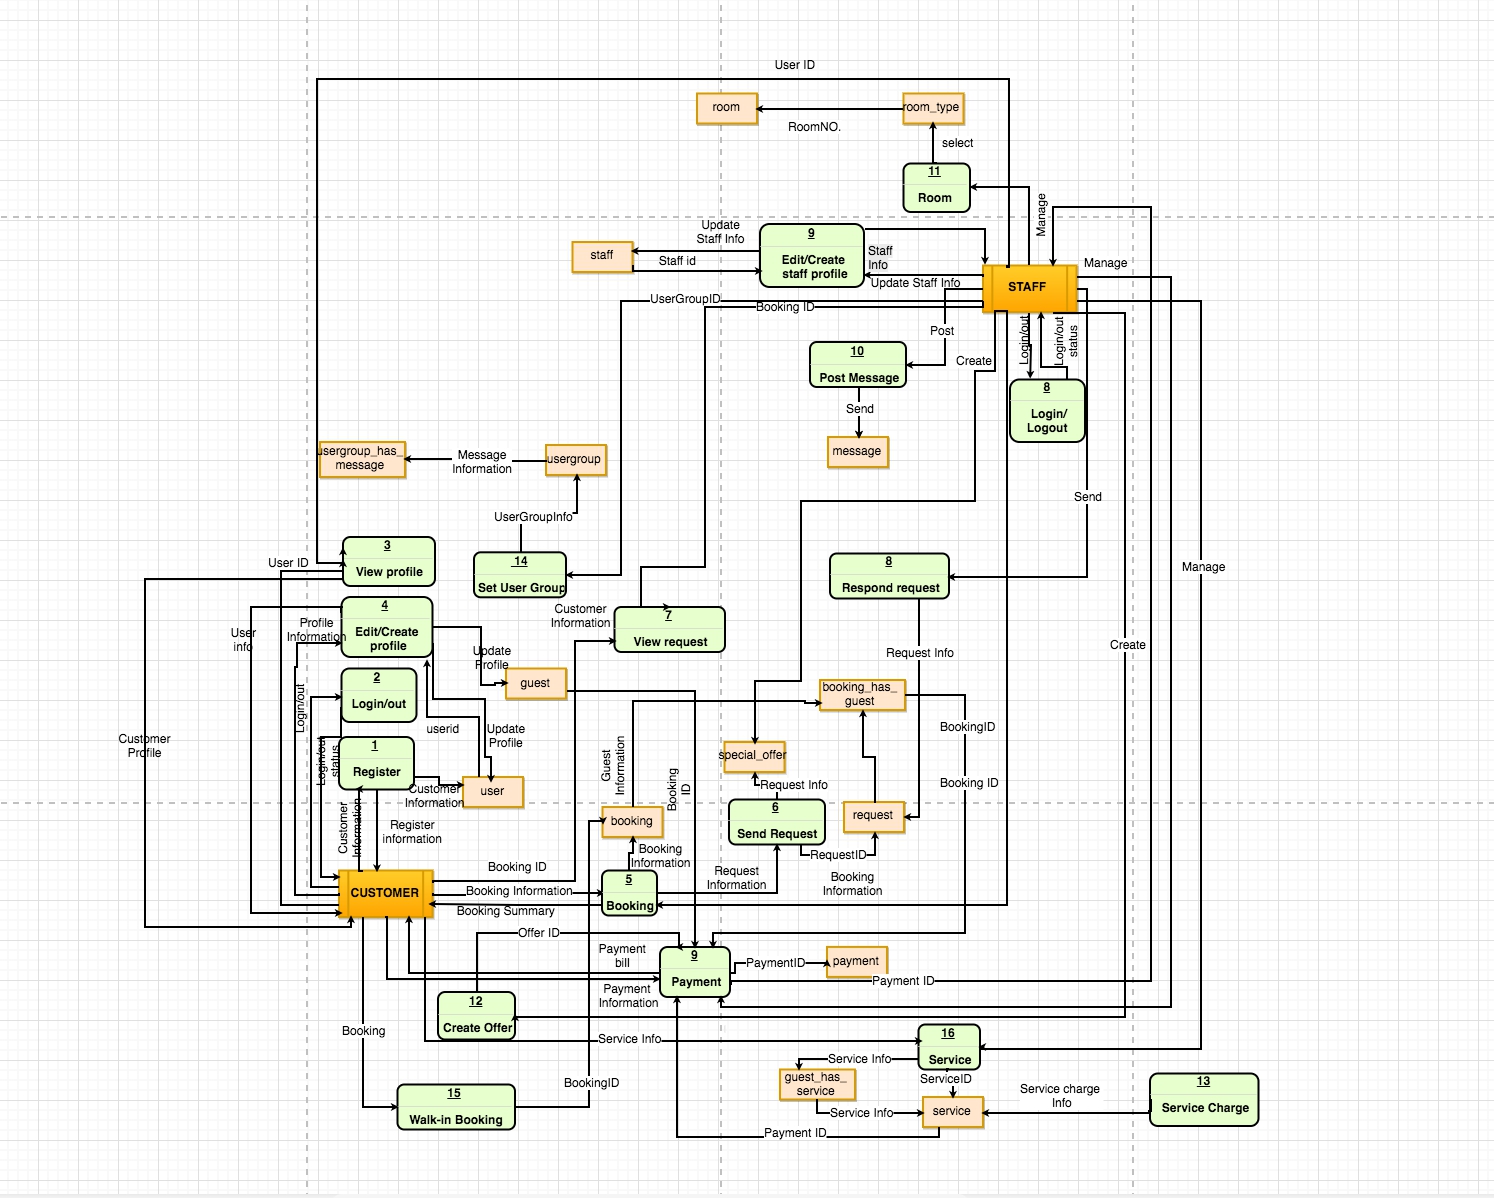 User ID
room
room_type
RoomNO.
select
11
Room
Manage
Update
Staff Info
9
Edit/Create
staff profile
staff
Staff id
Staff
Info
Update Staff Info
STAFF
Manage
UserGroupID
Booking ID
Post
Login/out
Login/out
status
10
Post Message
Create
8
Login/
Logout
Send
message
usergroup_has_
message
Message
Information
usergroup
Send
UserGroupInfo
3
View profile
User ID
14
Set User Group
8
Respond request
Manage
4
Edit/Create
profile
Profile
Information
User
info
Customer
Information
7
View request
Create
Request Info
Update
Profile
guest
2
Login/out
Login/out
booking_has_
guest
userid
Update
Profile
BookingID
Customer
Profile
Login/out
status
1
Register
Customer
Information
user
Guest
Information
Booking
ID
special_offer
Request Info
Booking ID
Customer
Information
Register
information
booking
6
Send Request
request
Booking
Information
RequestID
Booking ID
5
Booking
Request
Information
Booking
Information
CUSTOMER
Booking Information
Booking Summary
Offer ID
Payment
bill
9
Payment
PaymentID
payment
Payment ID
Payment
Information
12
Create Offer
Booking
Service Info
16
Service
Service Info
guest_has_
service
ServiceID
BookingID
15
Walk-in Booking
Service Info
service
Service charge
Info
13
Service Charge
Payment ID